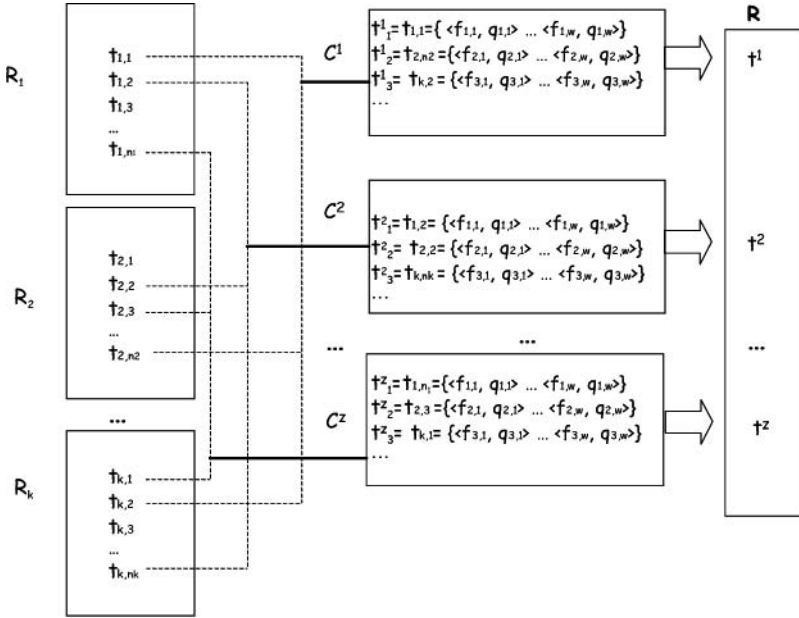 R₁
t₁,₁
t₁,₂
t₁,₃
...
t₁,n₁
R₂
t₂,₁
t₂,₂
t₂,₃
...
t₂,n₂
...
Rₖ
tₖ,₁
tₖ,₂
tₖ,₃
...
tₖ,nₖ
C¹
t¹₁=t₁,₁={ <f₁,₁, q₁,₁> ... <f₁,w, q₁,w>}
t¹₂=t₂,n₂={<f₂,₁, q₂,₁> ... <f₂,w, q₂,w>}
t¹₃= tₖ,₂ = {<f₃,₁, q₃,₁> ... <f₃,w, q₃,w>}
...
C²
t²₁=t₁,₂= {<f₁,₁, q₁,₁> ... <f₁,w, q₁,w>}
t²₂= t₂,₂= {<f₂,₁, q₂,₁> ... <f₂,w, q₂,w>}
t²₃=tₖ,nₖ = {<f₃,₁, q₃,₁> ... <f₃,w, q₃,w>}
...
... ...
Cᶻ
tᶻ₁=t₁,n₁={<f₁,₁, q₁,₁> ... <f₁,w, q₁,w>}
tᶻ₂=t₂,₃ ={<f₂,₁, q₂,₁> ... <f₂,w, q₂,w>}
tᶻ₃= tₖ,₁= {<f₃,₁, q₃,₁> ... <f₃,w, q₃,w>}
...
R
t¹
t²
...
tᶻ